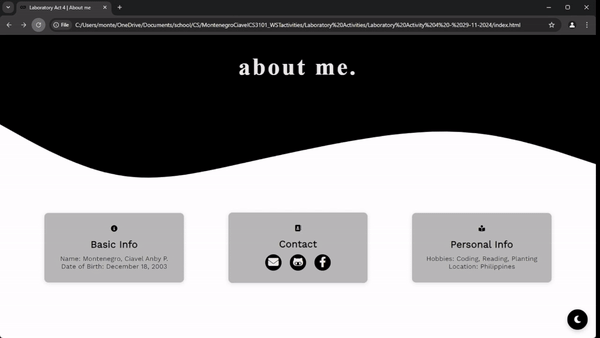 Laboratory Act 4 | About me
File
C:/Users/monte/OneDrive/Documents/school/CS/MontenegroCiavelCS3101_WSTactivities/Laboratory%20Activities/Laboratory%20Activity%204%20-%2029-11-2024/index.html
about me.
Basic Info
Name: Montenegro, Ciavel Anby P.
Date of Birth: December 18, 2003
Contact
Personal Info
Hobbies: Coding, Reading, Planting
Location: Philippines